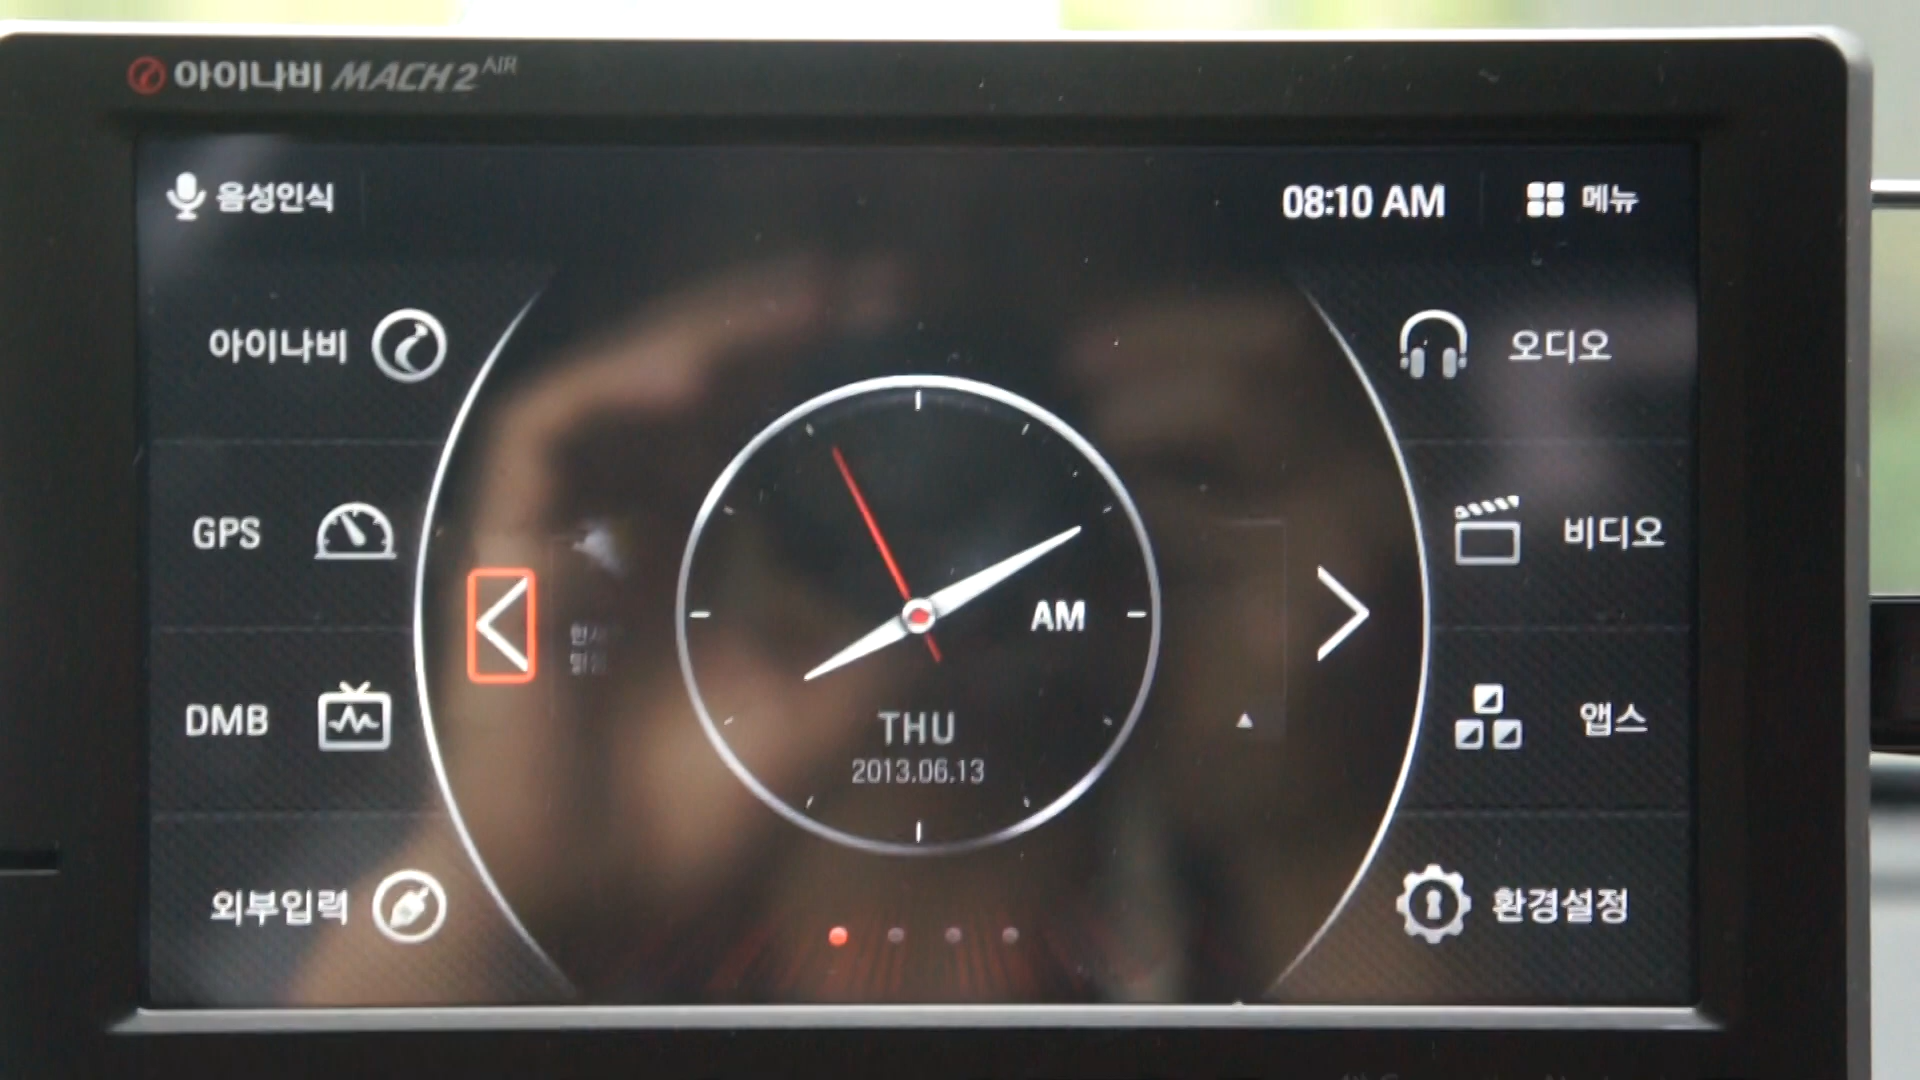 아이나비 MACH2 AIR
음성인식
08:10 AM
메뉴
아이나비
오디오
GPS
비디오
AM
DMB
앱스
THU
2013.06.13
외부입력
환경설정